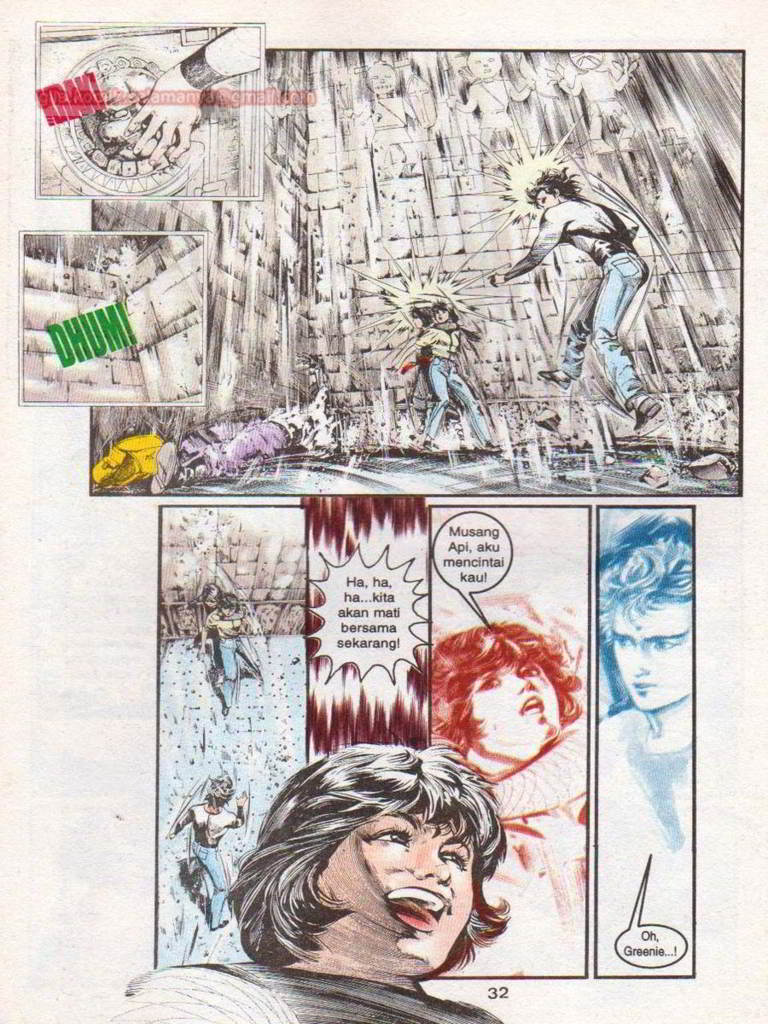 DHUM!
Ha, ha,
ha...kita
akan mati
bersama
sekarang!
Musang
Api, aku
mencintai
kau!
Oh,
Greenie...!
32